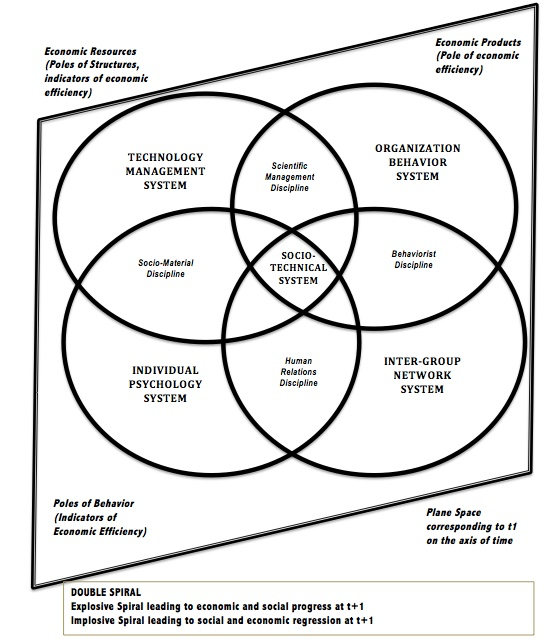 Economic Resources
(Poles of Structures,
indicators of economic
efficiency)
Economic Products
(Pole of economic
efficiency)
TECHNOLOGY
MANAGEMENT
SYSTEM
Scientific
Management
Discipline
ORGANIZATION
BEHAVIOR
SYSTEM
Socio-Material
Discipline
SOCIO-
TECHNICAL
SYSTEM
Behaviorist
Discipline
INDIVIDUAL
PSYCHOLOGY
SYSTEM
Human
Relations
Discipline
INTER-GROUP
NETWORK
SYSTEM
Poles of Behavior
(Indicators of
Economic Efficiency)
Plane Space
corresponding to t1
on the axis of time
DOUBLE SPIRAL
Explosive Spiral leading to economic and social progress at t+1
Implosive Spiral leading to social and economic regression at t+1